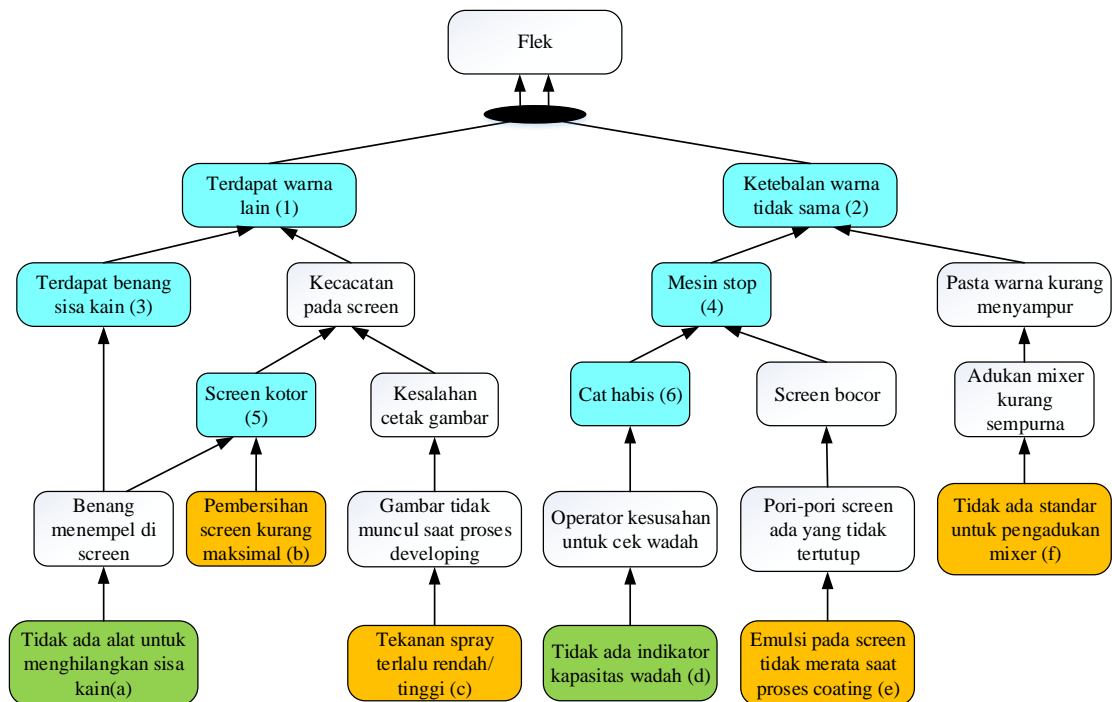 Flek
Terdapat warna
lain (1)
Ketebalan warna
tidak sama (2)
Terdapat benang
sisa kain (3)
Kecacatan
pada screen
Mesin stop
(4)
Pasta warna kurang
menyampur
Screen kotor
(5)
Kesalahan
cetak gambar
Cat habis (6)
Screen bocor
Adukan mixer
kurang
sempurna
Benang
menempel di
screen
Pembersihan
screen kurang
maksimal (b)
Gambar tidak
muncul saat proses
developing
Operator kesusahan
untuk cek wadah
Pori-pori screen
ada yang tidak
tertutup
Tidak ada standar
untuk pengadukan
mixer (f)
Tidak ada alat untuk
menghilangkan sisa
kain(a)
Tekanan spray
terlalu rendah/
tinggi (c)
Tidak ada indikator
kapasitas wadah (d)
Emulsi pada screen
tidak merata saat
proses coating (e)